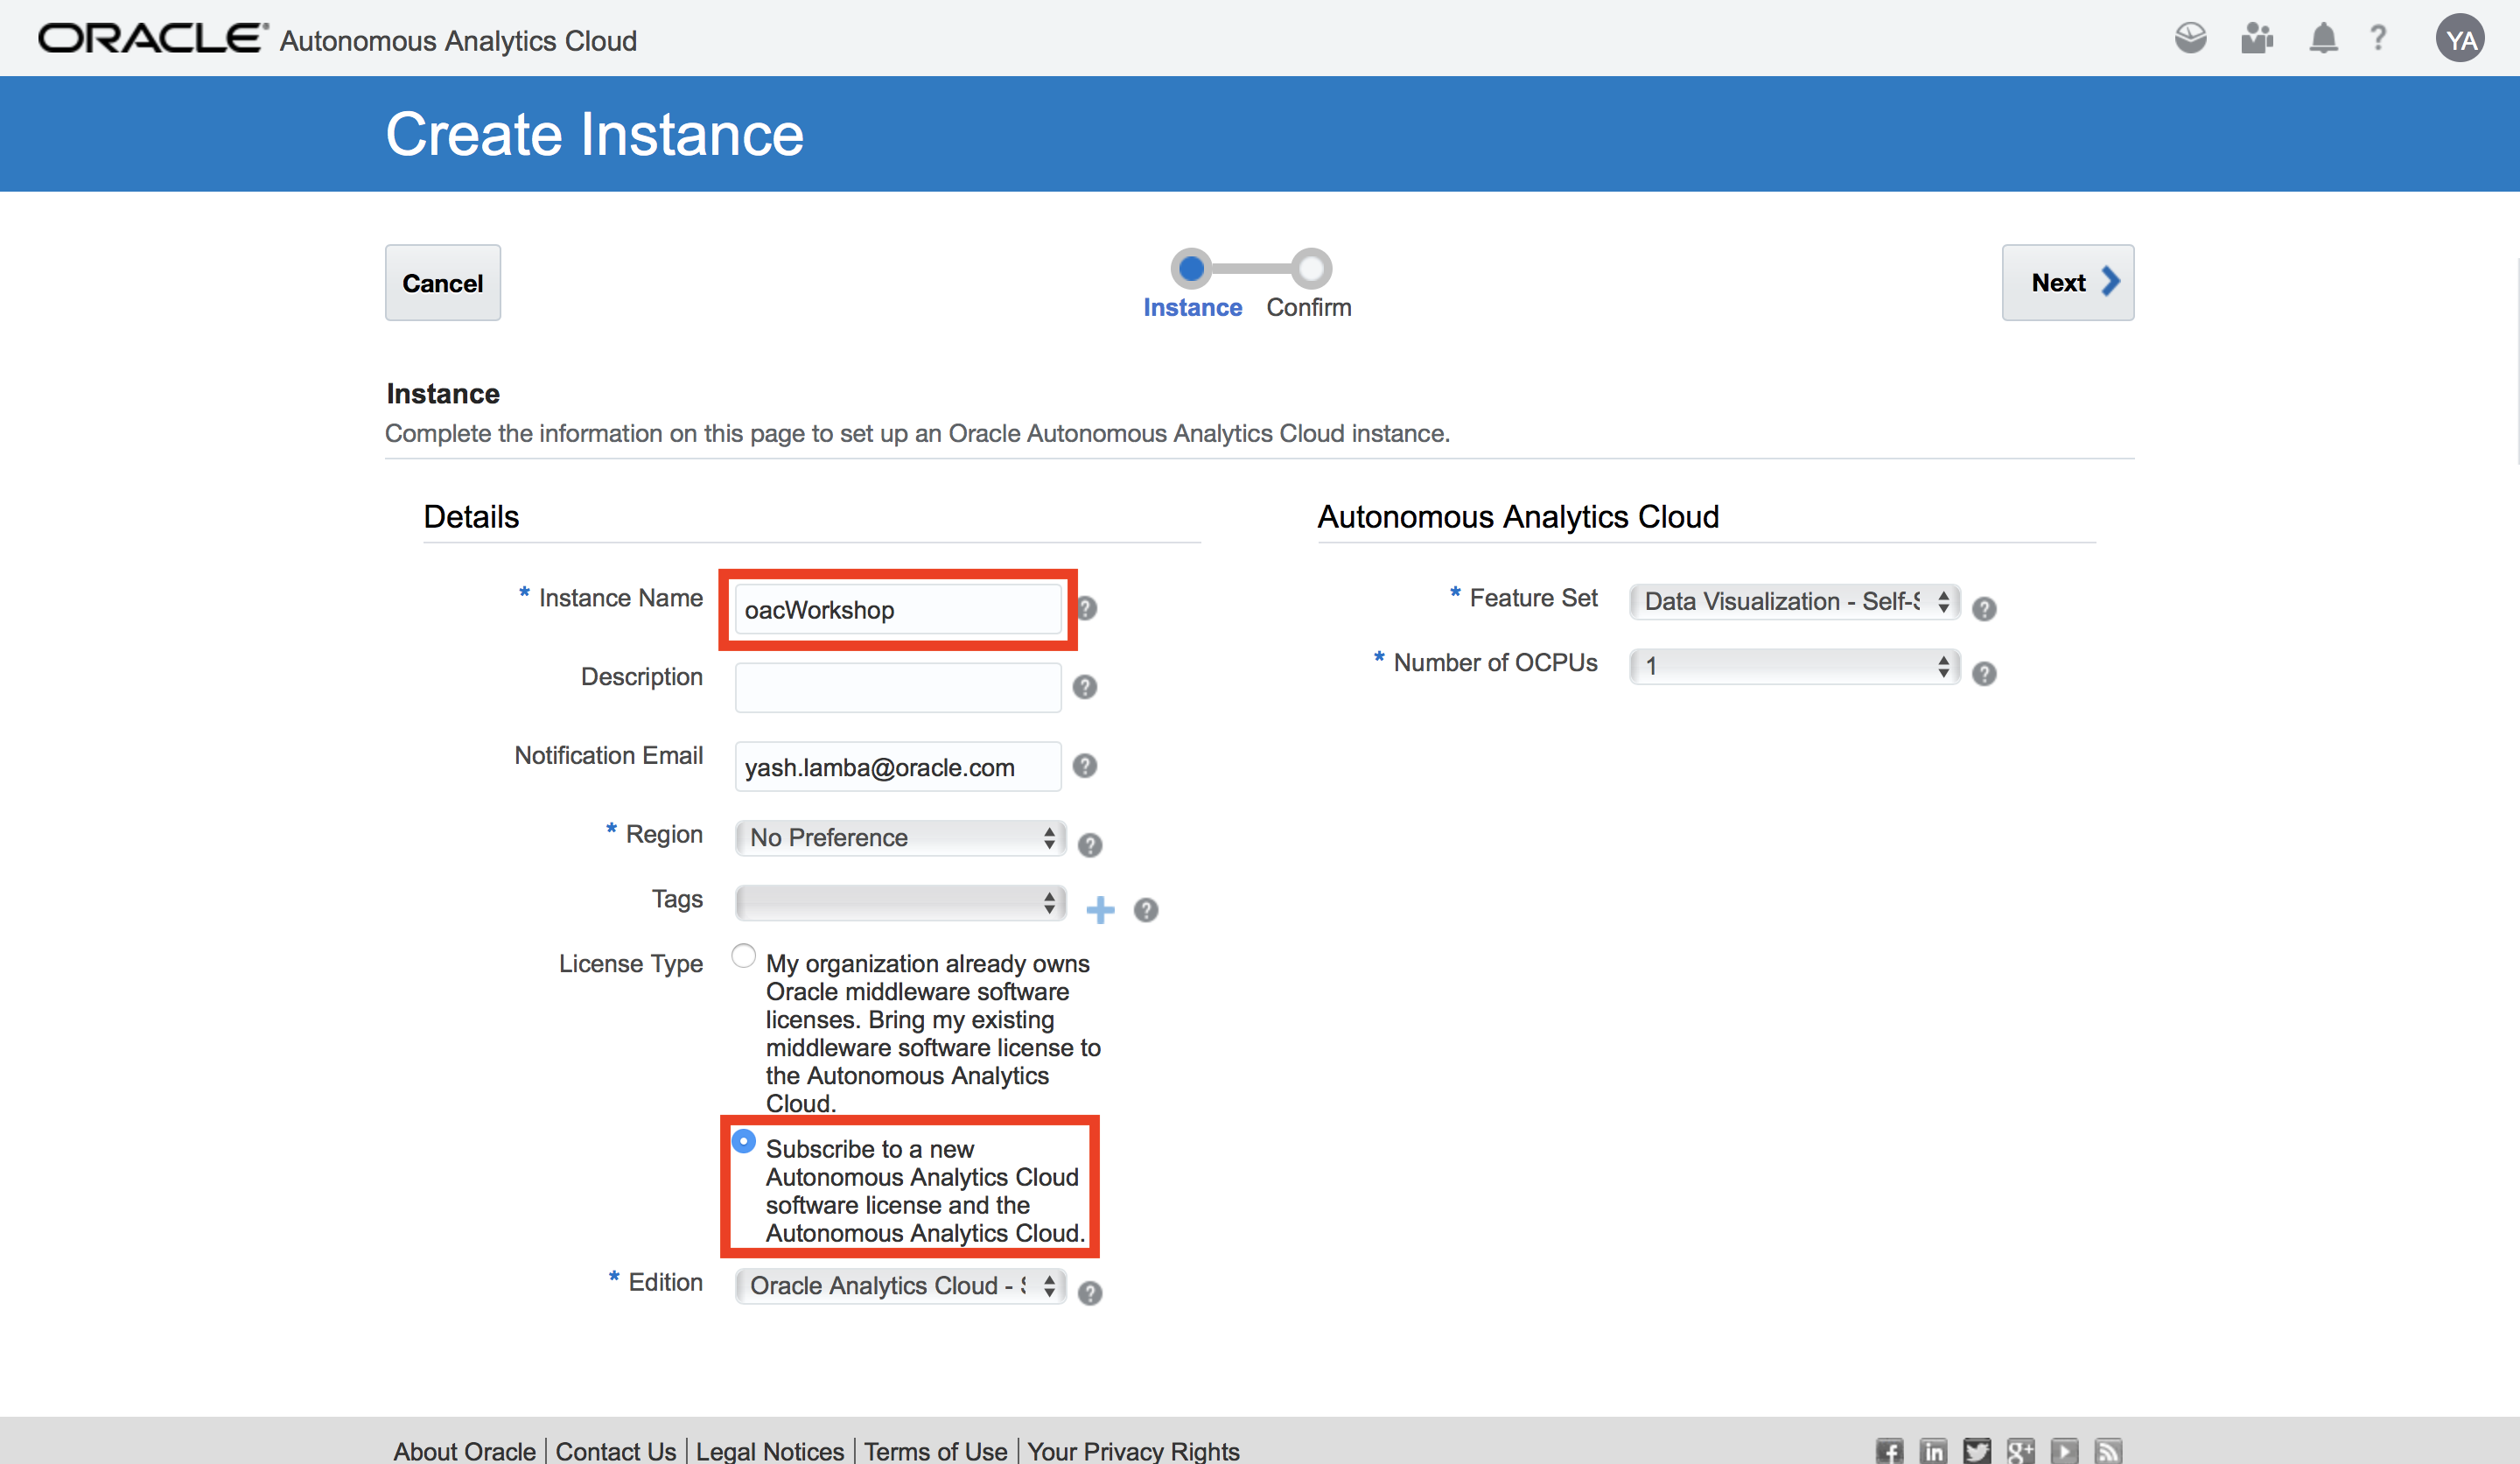 ORACLE Autonomous Analytics Cloud
YA
Create Instance
Cancel
Instance Confirm
Next
Instance
Complete the information on this page to set up an Oracle Autonomous Analytics Cloud instance.
Details
Autonomous Analytics Cloud
* Instance Name oacWorkshop
* Feature Set Data Visualization - Self-S
Description
* Number of OCPUs 1
Notification Email yash.lamba@oracle.com
* Region No Preference
Tags
License Type
My organization already owns
Oracle middleware software
licenses. Bring my existing
middleware software license to
the Autonomous Analytics
Cloud.
Subscribe to a new
Autonomous Analytics Cloud
software license and the
Autonomous Analytics Cloud.
* Edition Oracle Analytics Cloud - S
About Oracle | Contact Us | Legal Notices | Terms of Use | Your Privacy Rights